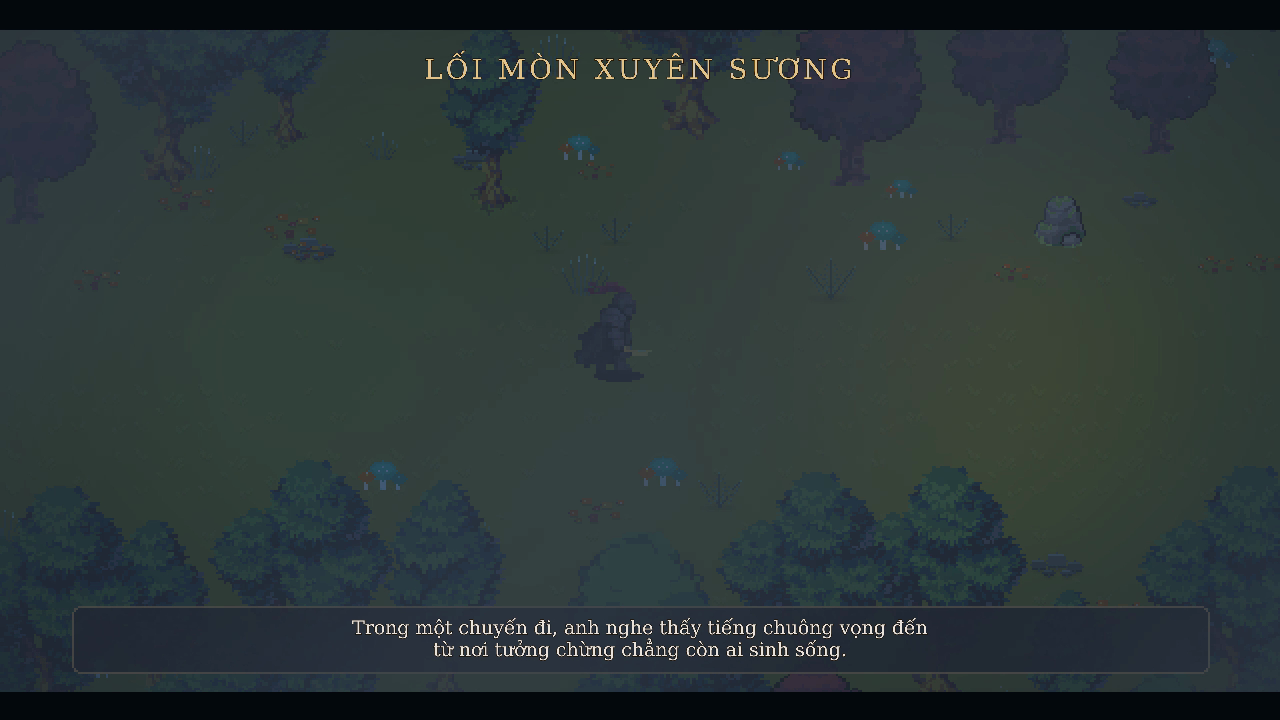 LỐI MÒN XUYÊN SƯƠNG
Trong một chuyến đi, anh nghe thấy tiếng chuông vọng đến
từ nơi tưởng chừng chẳng còn ai sinh sống.